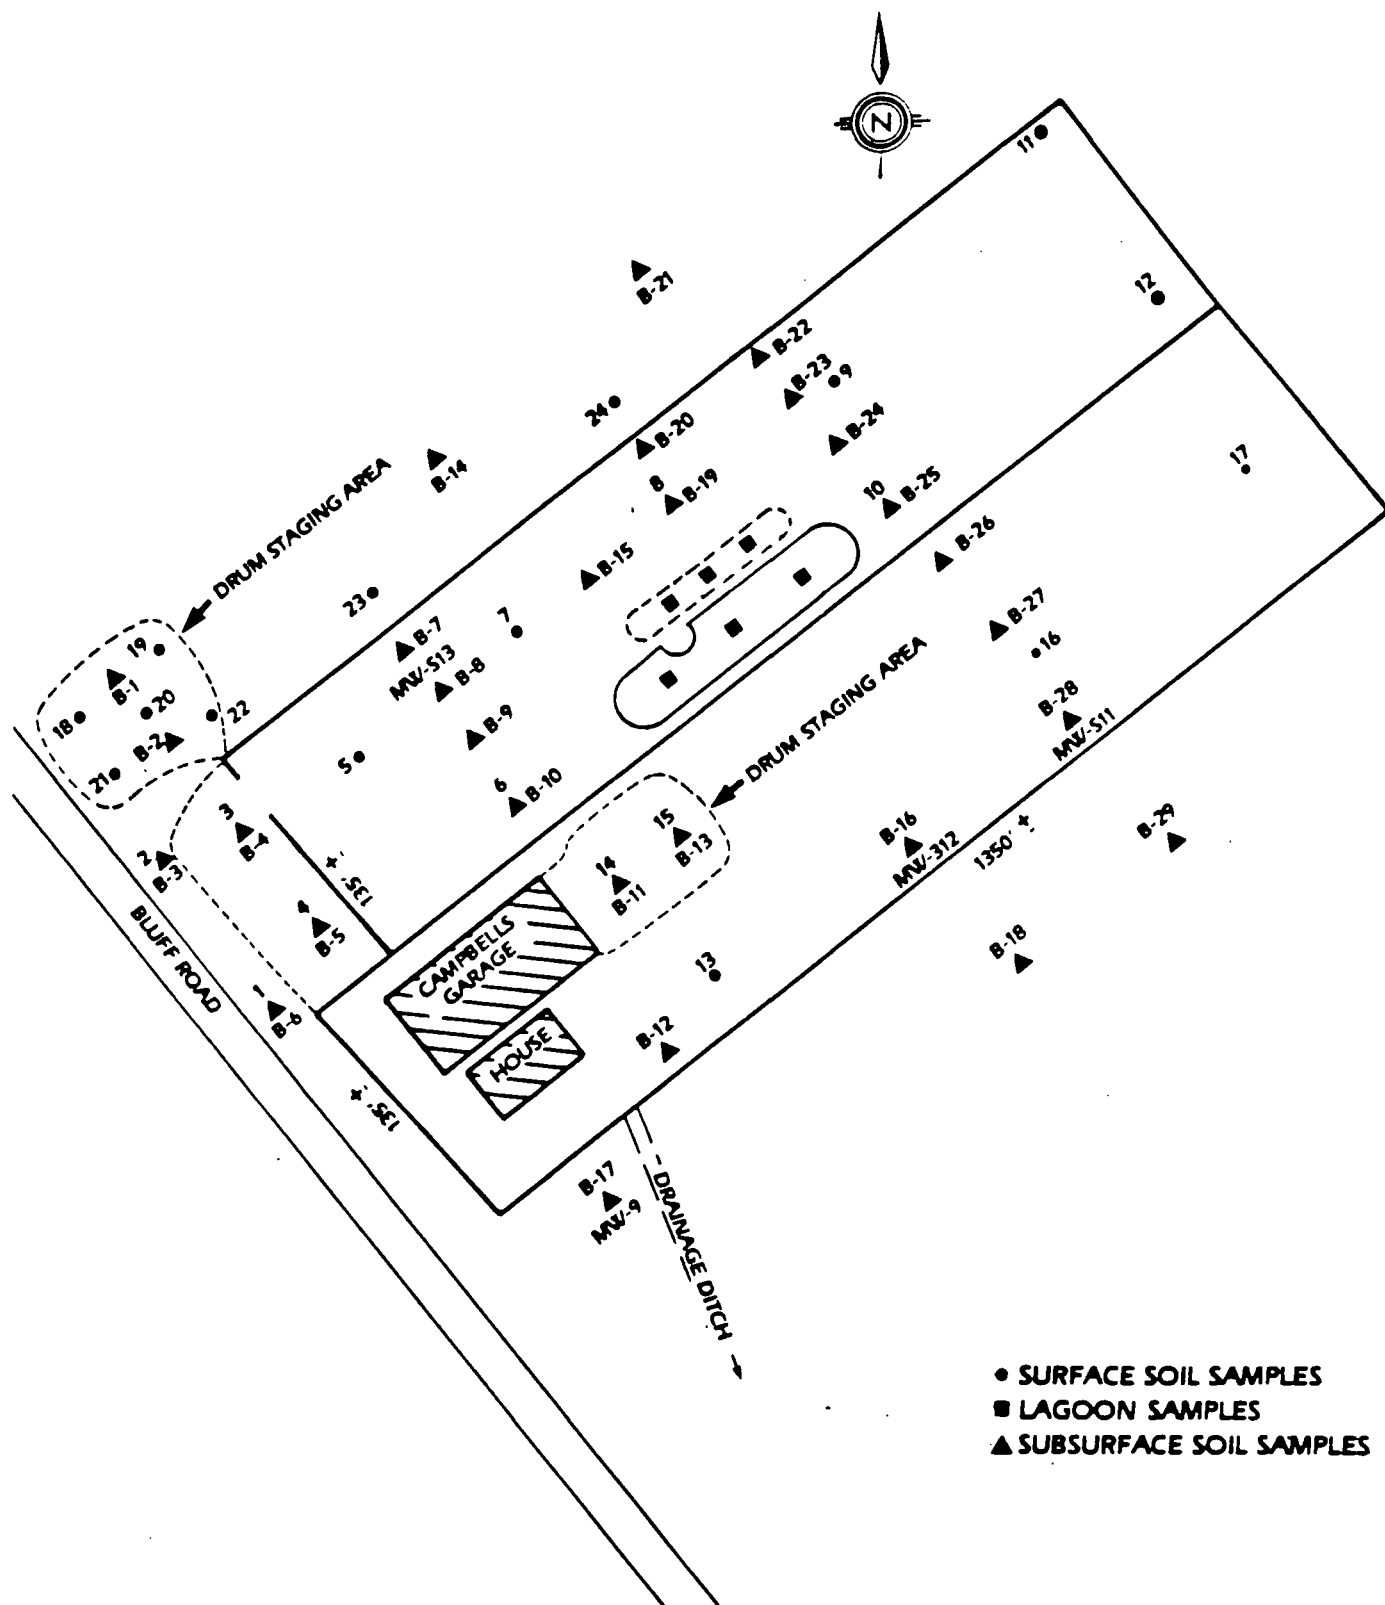 N
11
12
B-21
B-22
B-23
9
24
B-20
B-24
17
B-14
8
B-19
10
B-25
DRUM STAGING AREA
B-26
B-15
23
7
B-27
B-7
16
19
MW-S13
B-8
B-1
DRUM STAGING AREA
B-28
18
20
22
B-9
MW-S11
B-2
5
21
6
B-10
3
B-4
15
B-13
B-16
B-29
2
B-3
14
MW-312
1350' ±
135' ±
B-11
4
B-5
BLUFF ROAD
CAMPBELLS
GARAGE
B-18
13
1
B-6
HOUSE
B-12
135' ±
B-17
MW-9
DRAINAGE DITCH
SURFACE SOIL SAMPLES
LAGOON SAMPLES
SUBSURFACE SOIL SAMPLES